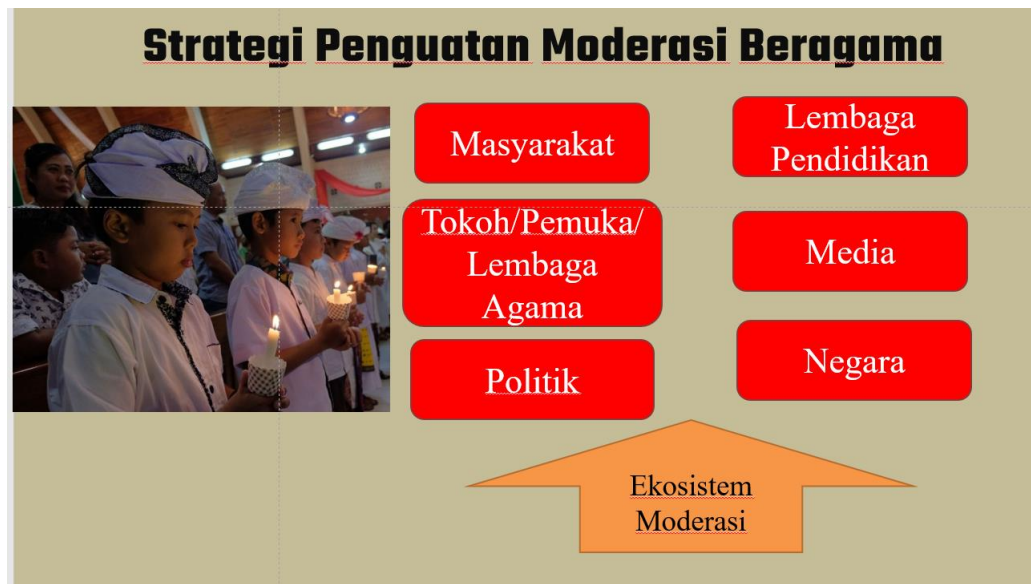 Strategi Penguatan Moderasi Beragama
Masyarakat
Lembaga
Pendidikan
Tokoh/Pemuka/
Lembaga
Agama
Media
Politik
Negara
Ekosistem
Moderasi